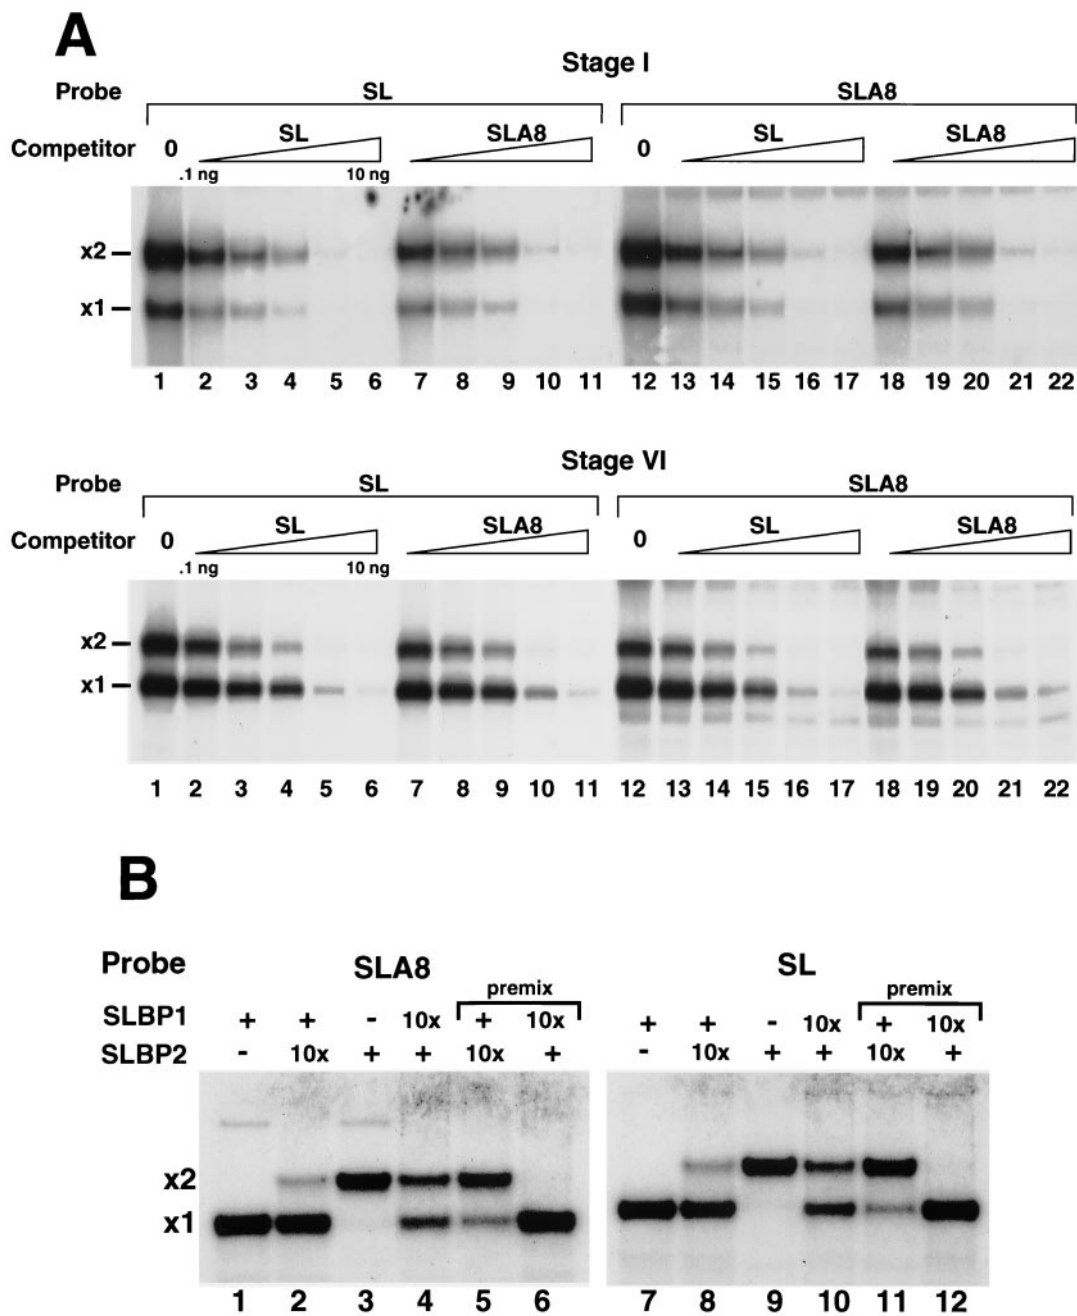 A
Stage I
Probe SL SLA8
Competitor 0 SL SLA8 0 SL SLA8
.1 ng 10 ng
x2
x1
1 2 3 4 5 6 7 8 9 10 11 12 13 14 15 16 17 18 19 20 21 22
Stage VI
Probe SL SLA8
Competitor 0 SL SLA8 0 SL SLA8
.1 ng 10 ng
x2
x1
1 2 3 4 5 6 7 8 9 10 11 12 13 14 15 16 17 18 19 20 21 22
B
Probe SLA8 SL
premix premix
SLBP1 + + - 10x + 10x + + - 10x + 10x
SLBP2 - 10x + + 10x + - 10x + + 10x +
x2
x1
1 2 3 4 5 6 7 8 9 10 11 12